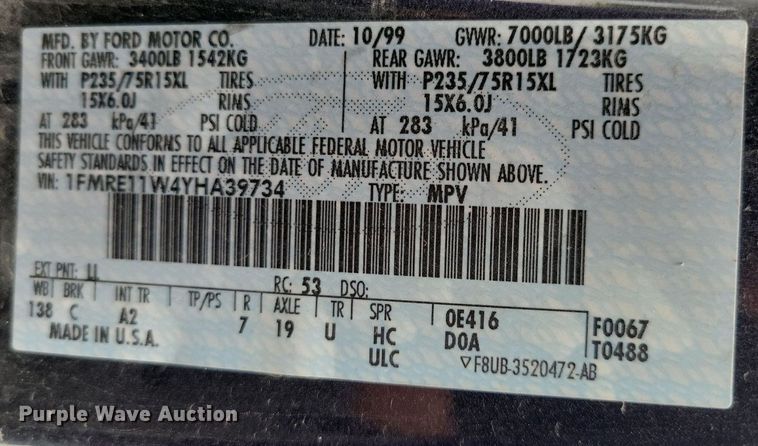 MFD. BY FORD MOTOR CO. DATE: 10/99 GVWR: 7000LB/ 3175KG
FRONT GAWR: 3400LB 1542KG REAR GAWR: 3800LB 1723KG
WITH P235/75R15XL TIRES WITH P235/75R15XL TIRES
15X6.0J RIMS 15X6.0J RIMS
AT 283 kPa/41 PSI COLD AT 283 kPa/41 PSI COLD
THIS VEHICLE CONFORMS TO ALL APPLICABLE FEDERAL MOTOR VEHICLE
SAFETY STANDARDS IN EFFECT ON THE DATE OF MANUFACTURE SHOWN ABOVE.
VIN: 1FMRE11W4YHA39734 TYPE: MPV
EXT PNT: LL RC: 53 DSO:
WB BRK INT TR TP/PS R AXLE TR SPR 0E416 F0067
138 C A2 7 19 U HC DOA T0488
MADE IN U.S.A. ULC ▽F8UB-3520472-AB
Purple Wave Auction